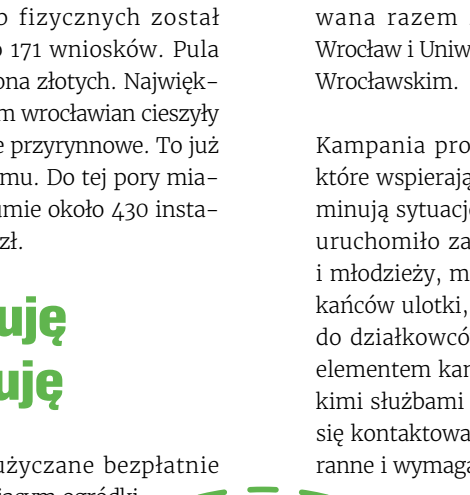 fizycznych został
171 wniosków. Pula
złotych. Najwięk-
wrocławian cieszyły
przyrynnowe. To już
mu. Do tej pory mia-
umie około 430 insta-
zł.
uję
uję
użyczane bezpłatnie
ogródki
wana razem
Wrocław i Uniw
Wrocławskim.
Kampania pro
które wspierają
minują sytuacj
uruchomiło za
i młodzieży, m
kańców ulotki,
do działkowcó
elementem kan
kimi służbami
się kontaktowa
ranne i wymaga